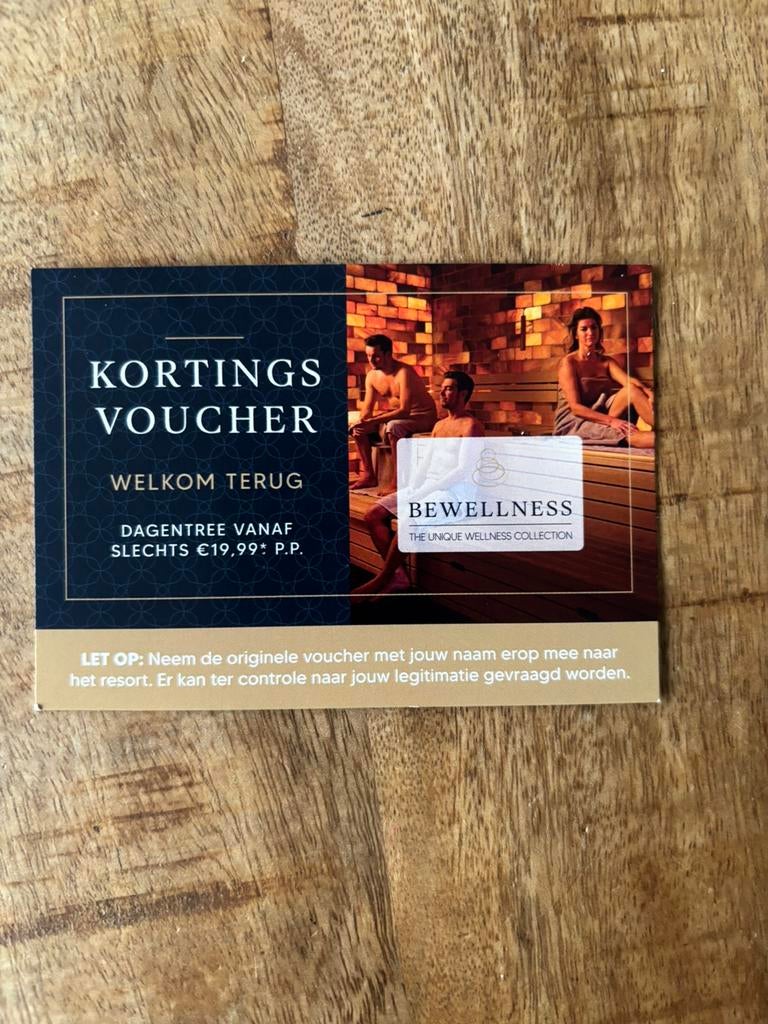 KORTINGS
VOUCHER
WELKOM TERUG
DAGENTREE VANAF
SLECHTS €19,99* P.P.
BEWELLNESS
THE UNIQUE WELLNESS COLLECTION
LET OP: Neem de originele voucher met jouw naam erop mee naar
het resort. Er kan ter controle naar jouw legitimatie gevraagd worden.